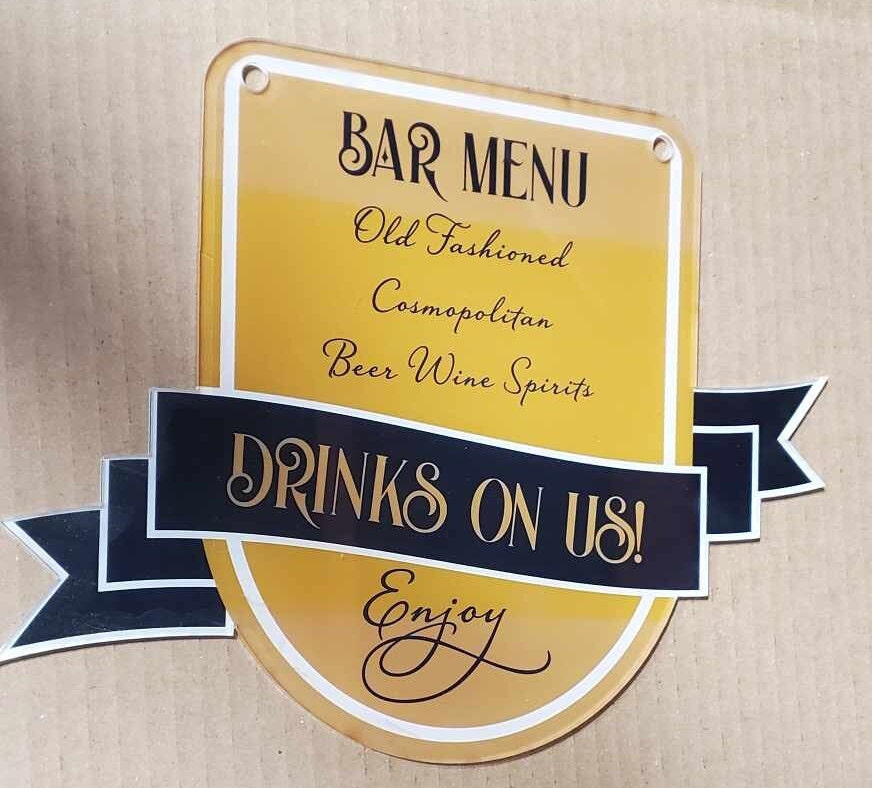 BAR MENU
Old Fashioned
Cosmopolitan
Beer Wine Spirits
DRINKS ON US!
Enjoy